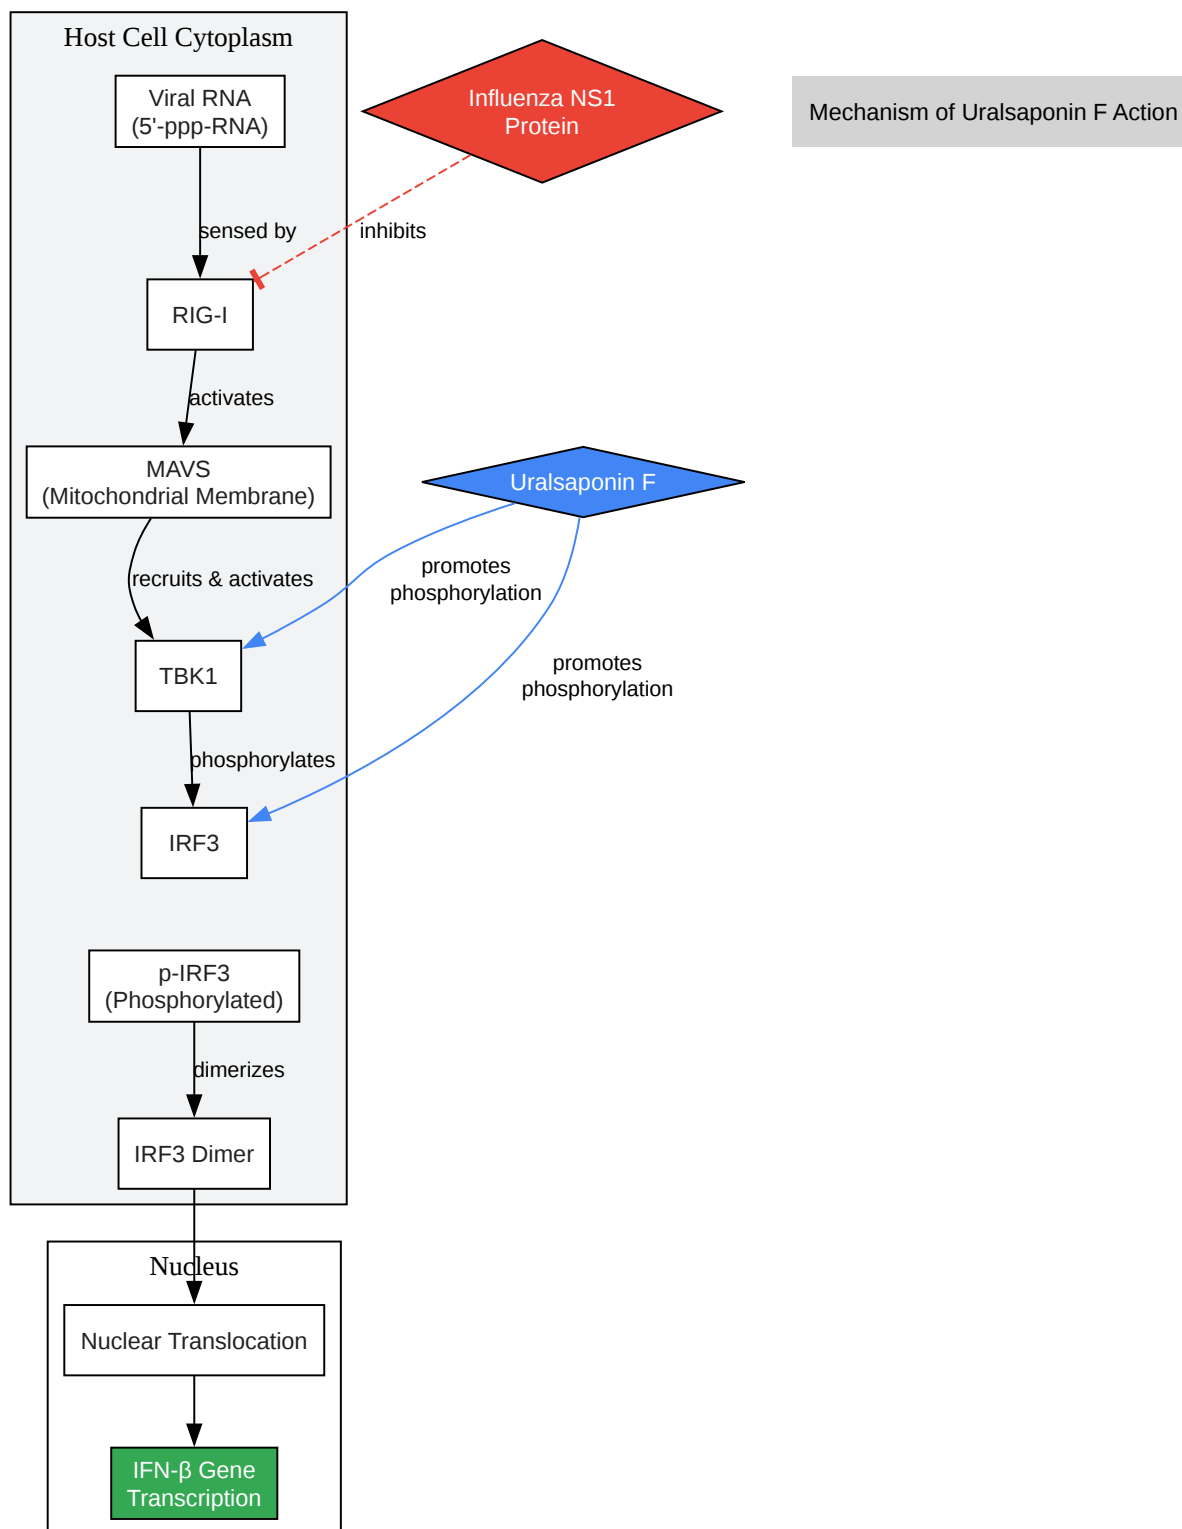 Host Cell Cytoplasm
Viral RNA
(5'-ppp-RNA)
Influenza NS1
Protein
Mechanism of Uralsaponin F Action
sensed by
inhibits
RIG-I
activates
MAVS
(Mitochondrial Membrane)
Uralsaponin F
recruits & activates
promotes
phosphorylation
promotes
phosphorylation
TBK1
phosphorylates
IRF3
p-IRF3
(Phosphorylated)
dimerizes
IRF3 Dimer
Nucleus
Nuclear Translocation
IFN-β Gene
Transcription